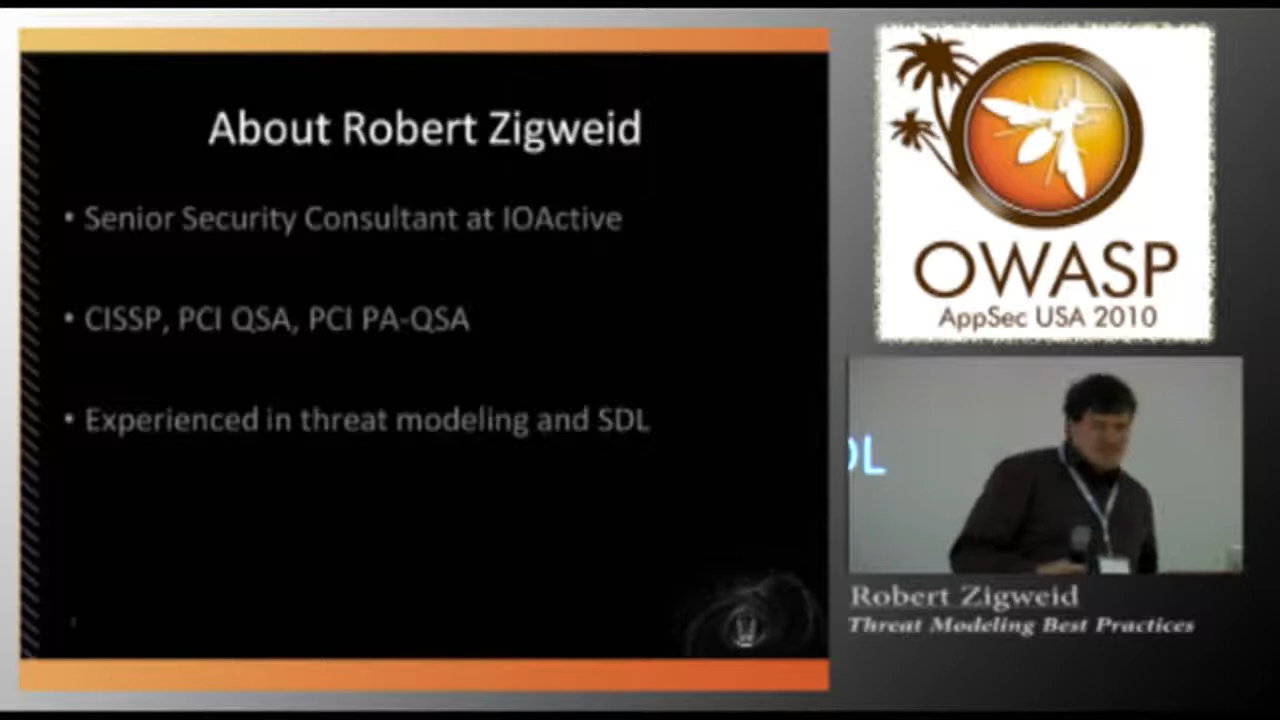 About Robert Zigweid
• Senior Security Consultant at IOActive
• CISSP, PCI QSA, PCI PA-QSA
• Experienced in threat modeling and SDL
OWASP
AppSec USA 2010
DL
Robert Zigweid
Threat Modeling Best Practices